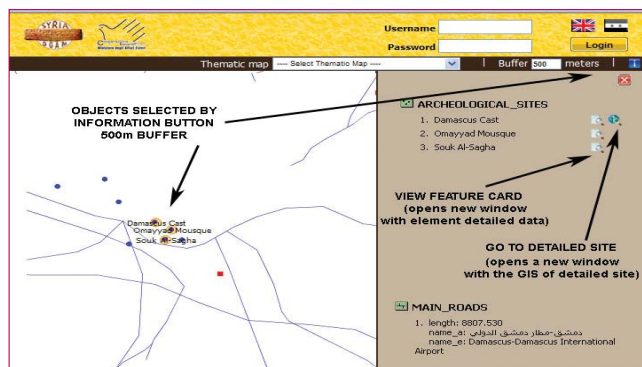 SYRIA
DGAM
Username
Password
Login
Thematic map ---- Select Thematic Map ----
Buffer 500 meters
OBJECTS SELECTED BY
INFORMATION BUTTON
500m BUFFER
ARCHEOLOGICAL_SITES
1. Damascus Cast
2. Omayyad Mousque
3. Souk Al-Sagha
Damascus Cast
Omayyad Mousque
Souk Al-Sagha
VIEW FEATURE CARD
(opens new window
with element detailed data)
GO TO DETAILED SITE
(opens a new window
with the GIS of detailed site)
MAIN_ROADS
1. length: 8807.530
name_a: دمشق-مطار دمشق الدولي
name_e: Damascus-Damascus International
Airport